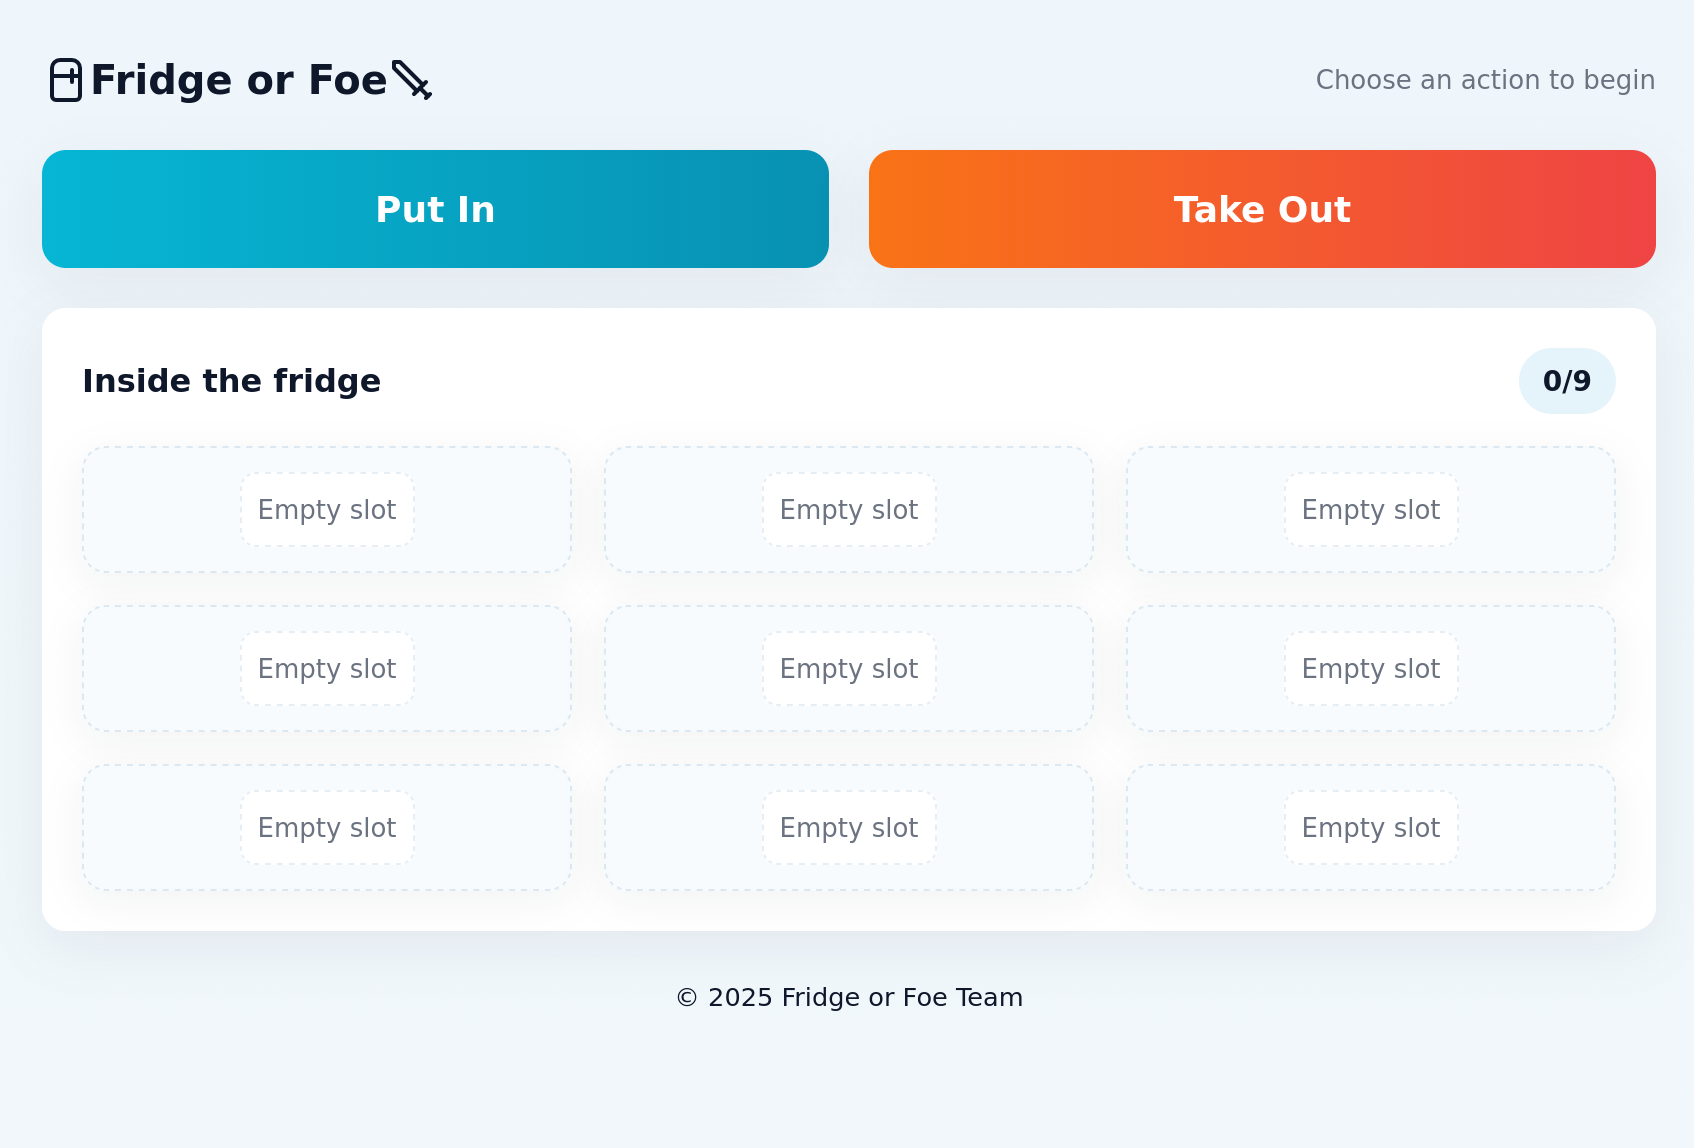 Fridge or Foe
Choose an action to begin
Put In
Take Out
Inside the fridge
0/9
Empty slot
Empty slot
Empty slot
Empty slot
Empty slot
Empty slot
Empty slot
Empty slot
Empty slot
© 2025 Fridge or Foe Team